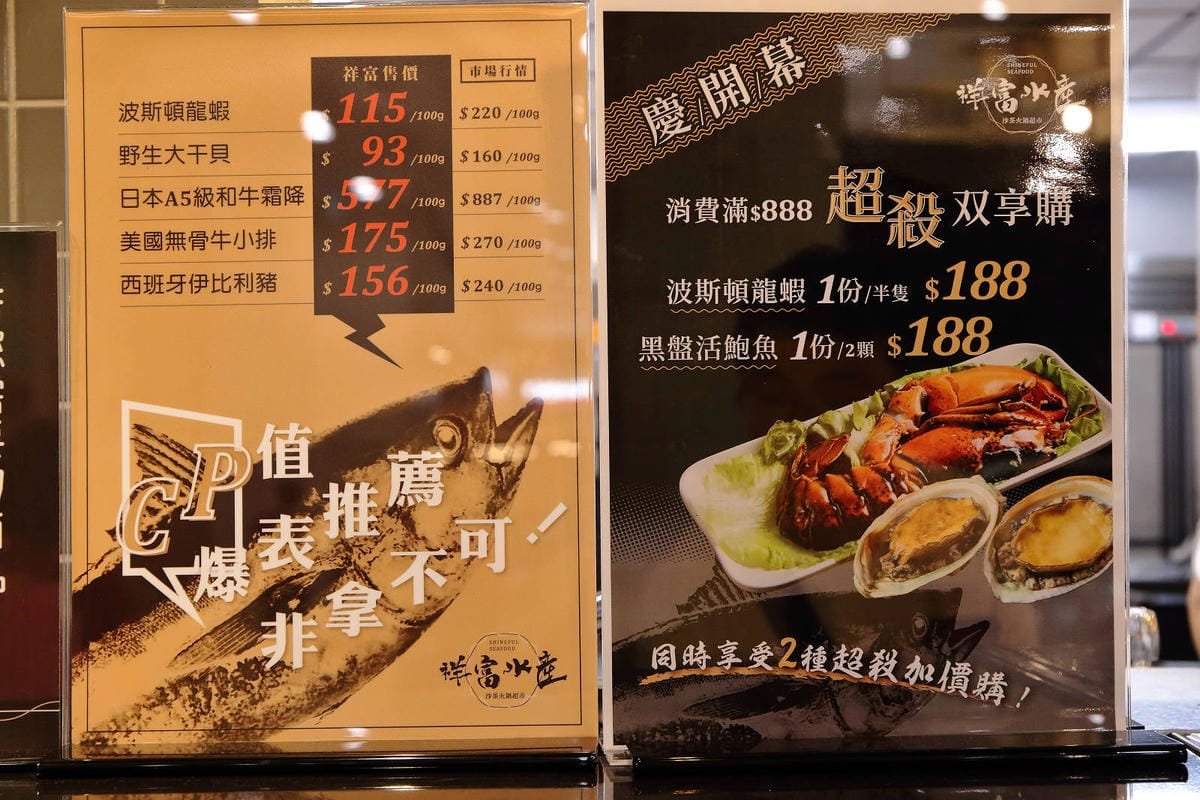 祥富售價 市場行情
波斯頓龍蝦 $115/100g $220/100g
野生大干貝 $93/100g $160/100g
日本A5級和牛霜降 $577/100g $887/100g
美國無骨牛小排 $175/100g $270/100g
西班牙伊比利豬 $156/100g $240/100g
CP值爆表
推薦非拿不可!
SHINEFUL
SEAFOOD
祥富水產
沙茶火鍋超市
慶/開/幕
SHINEFUL
SEAFOOD
祥富水產
沙茶火鍋超市
消費滿$888超殺双享購
波斯頓龍蝦 1份/半隻 $188
黑盤活鮑魚 1份/2顆 $188
同時享受2種超殺加價購!